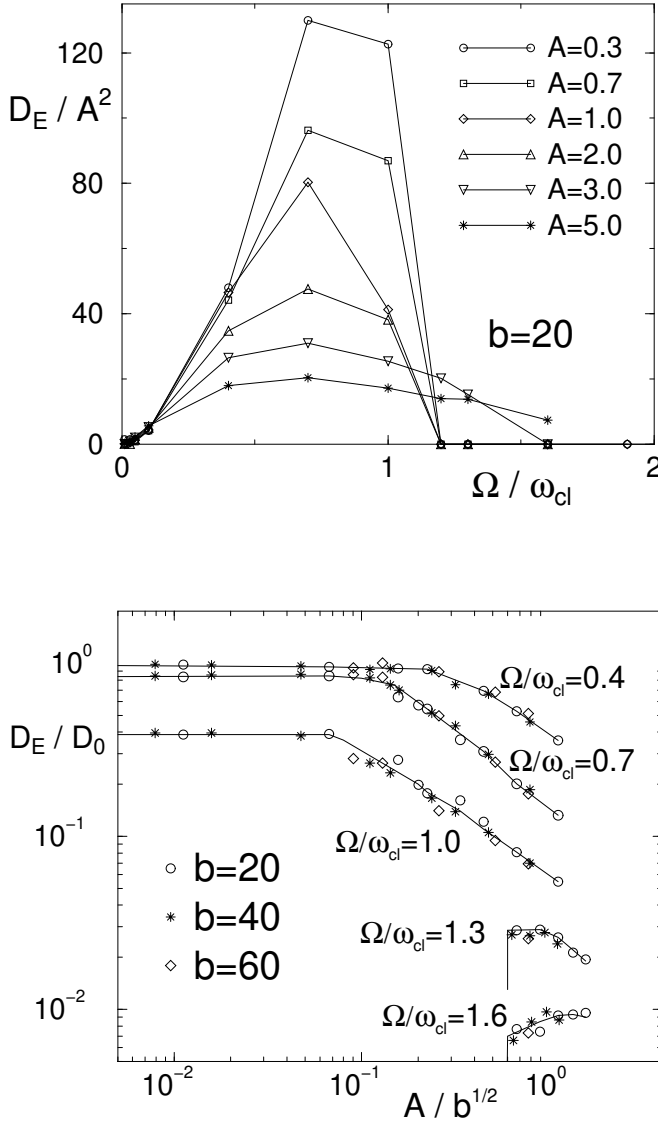 120
D_E / A^2
80
40
0
A=0.3
A=0.7
A=1.0
A=2.0
A=3.0
A=5.0
b=20
0 1 2
Ω / ω_cl
10^0
D_E / D_0
10^-1
10^-2
Ω/ω_cl=0.4
Ω/ω_cl=0.7
Ω/ω_cl=1.0
b=20
b=40
b=60
Ω/ω_cl=1.3
Ω/ω_cl=1.6
10^-2 10^-1 10^0
A / b^1/2